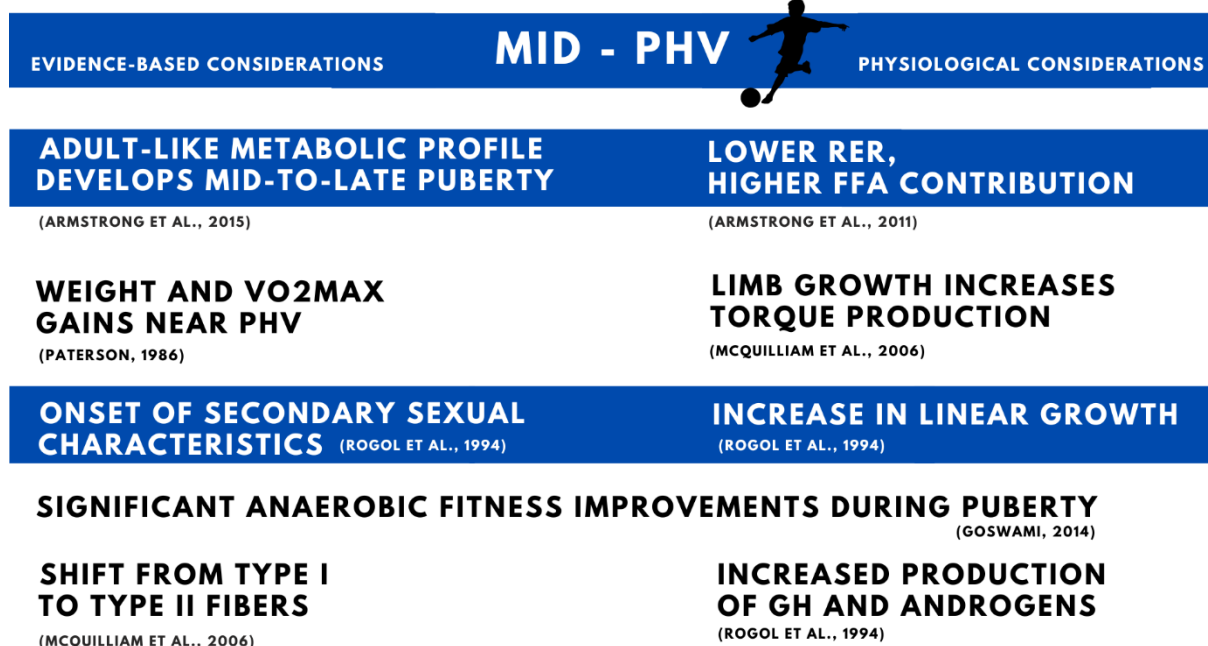 EVIDENCE-BASED CONSIDERATIONS
MID - PHV
PHYSIOLOGICAL CONSIDERATIONS
ADULT-LIKE METABOLIC PROFILE
DEVELOPS MID-TO-LATE PUBERTY
(ARMSTRONG ET AL., 2015)
LOWER RER,
HIGHER FFA CONTRIBUTION
(ARMSTRONG ET AL., 2011)
WEIGHT AND VO2MAX
GAINS NEAR PHV
(PATERSON, 1986)
LIMB GROWTH INCREASES
TORQUE PRODUCTION
(MCQUILLIAM ET AL., 2006)
ONSET OF SECONDARY SEXUAL
CHARACTERISTICS (ROGOL ET AL., 1994)
INCREASE IN LINEAR GROWTH
(ROGOL ET AL., 1994)
SIGNIFICANT ANAEROBIC FITNESS IMPROVEMENTS DURING PUBERTY
(GOSWAMI, 2014)
SHIFT FROM TYPE I
TO TYPE II FIBERS
(MCQUILLIAM ET AL., 2006)
INCREASED PRODUCTION
OF GH AND ANDROGENS
(ROGOL ET AL., 1994)